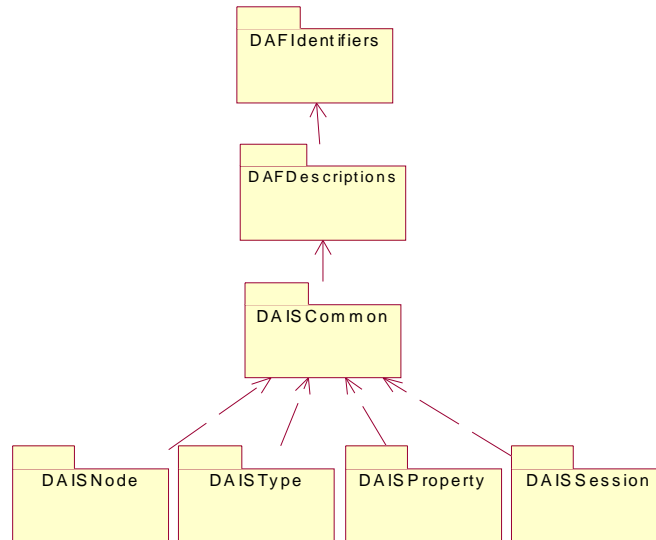 DAFIdentifiers
DAFDescriptions
DAISCommon
DAISNode
DAISType
DAISProperty
DAISSession